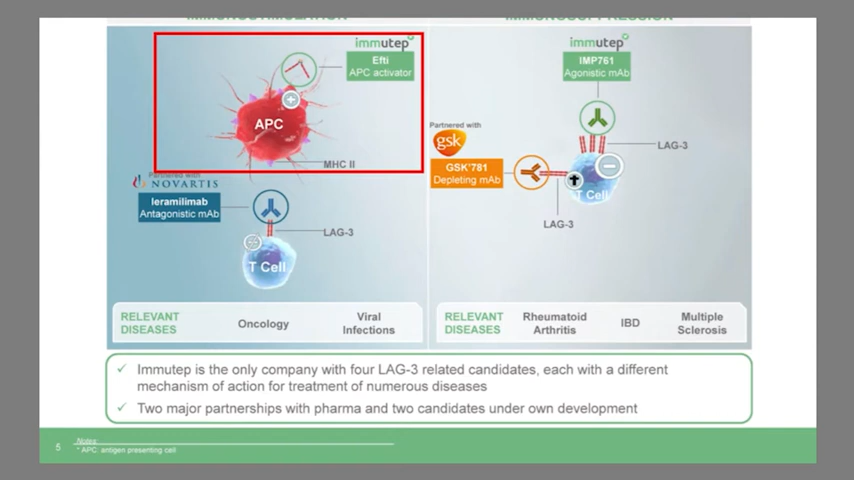 IMMUNOSTIMULATION
IMMUNOSUPPRESSION
immutep
Efti
APC activator
APC
MHC II
Partnered with
NOVARTIS
Ieramilimab
Antagonistic mAb
LAG-3
T Cell
immutep
IMP761
Agonistic mAb
LAG-3
Partnered with
gsk
GSK'781
Depleting mAb
T Cell
LAG-3
RELEVANT
DISEASES
Oncology
Viral
Infections
RELEVANT
DISEASES
Rheumatoid
Arthritis
IBD
Multiple
Sclerosis
✓ Immutep is the only company with four LAG-3 related candidates, each with a different
mechanism of action for treatment of numerous diseases
✓ Two major partnerships with pharma and two candidates under own development
5
Notes:
* APC: antigen presenting cell